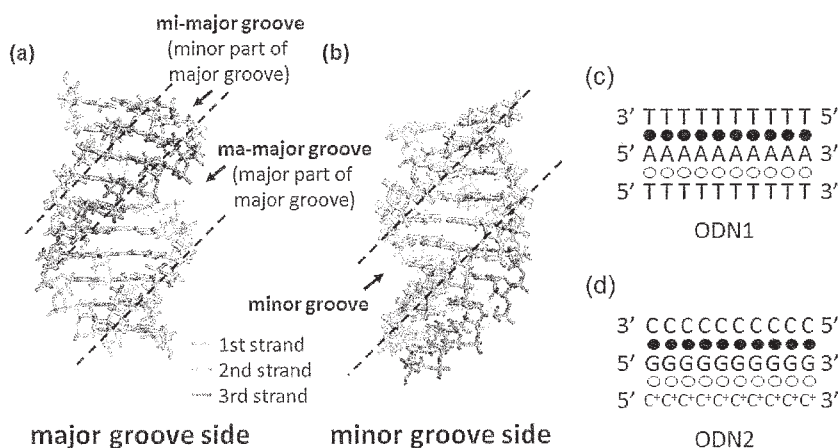 (a)
mi-major groove
(minor part of
major groove)
ma-major groove
(major part of
major groove)
(b)
minor groove
1st strand
2nd strand
3rd strand
major groove side
minor groove side
(c)
3' TTTTTTTTTT 5'
5' AAAAAAAAAA 3'
5' TTTTTTTTTT 3'
ODN1
(d)
3' CCCCCCCCCC 5'
5' GGGGGGGGGG 3'
5' C⁺C⁺C⁺C⁺C⁺C⁺C⁺C⁺C⁺C⁺ 3'
ODN2